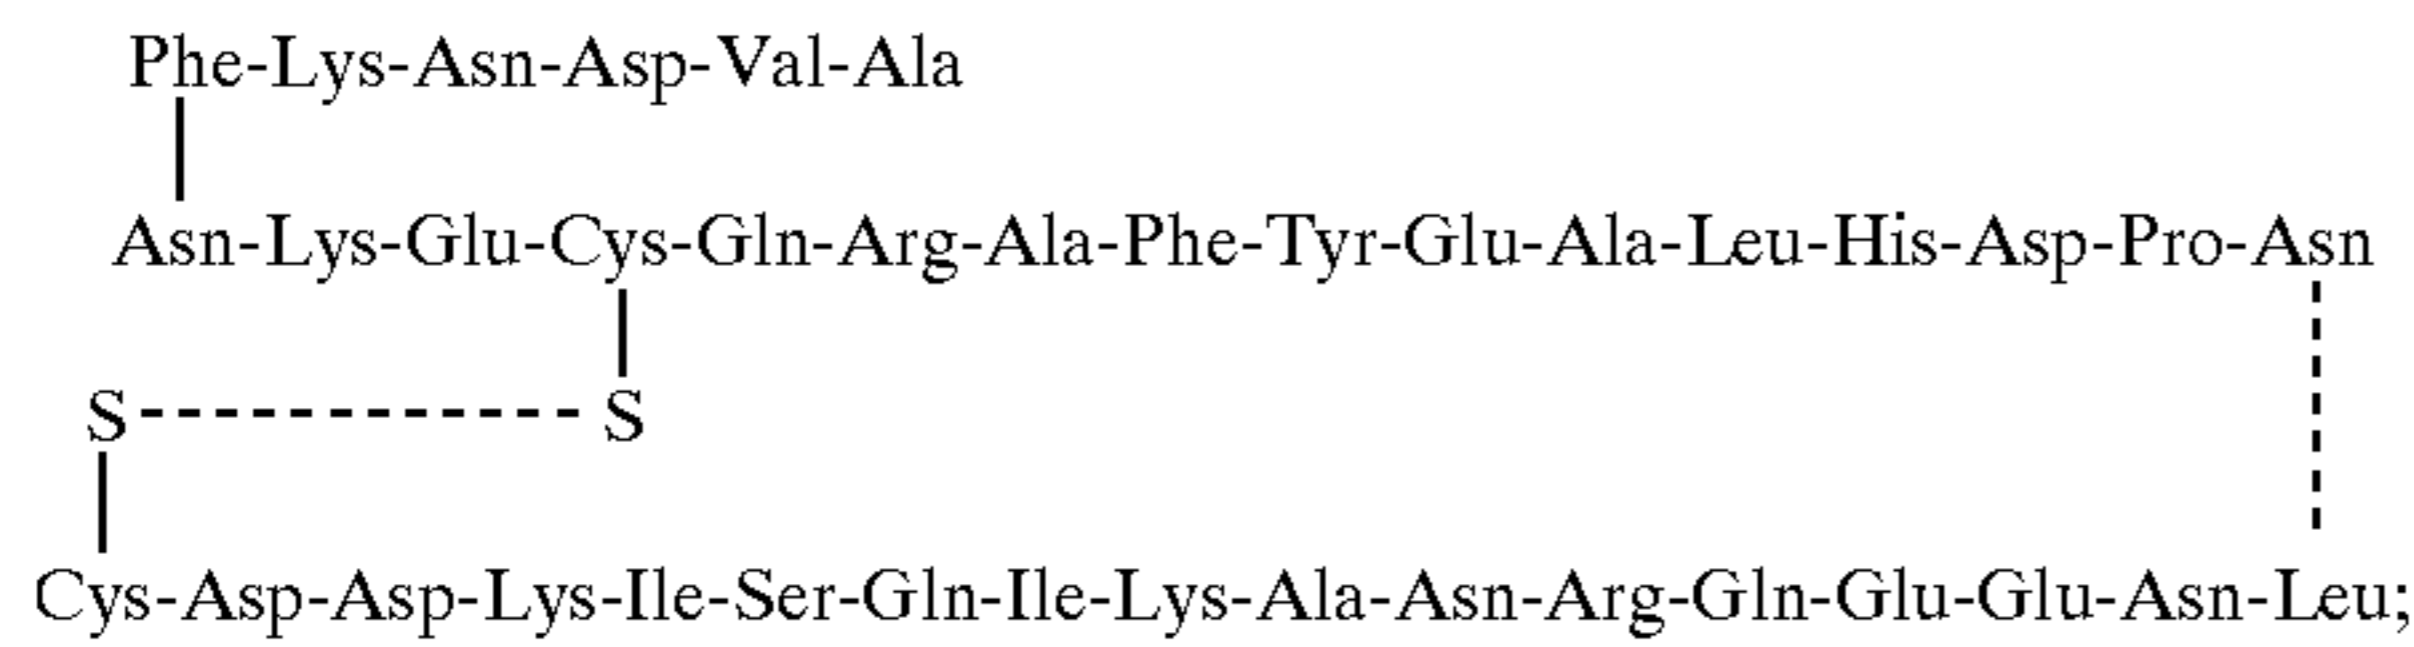 Phe-Lys-Asn-Asp-Val-Ala
Asn-Lys-Glu-Cys-Gln-Arg-Ala-Phe-Tyr-Glu-Ala-Leu-His-Asp-Pro-Asn
S S
Cys-Asp-Asp-Lys-Ile-Ser-Gln-Ile-Lys-Ala-Asn-Arg-Gln-Glu-Glu-Asn-Leu;